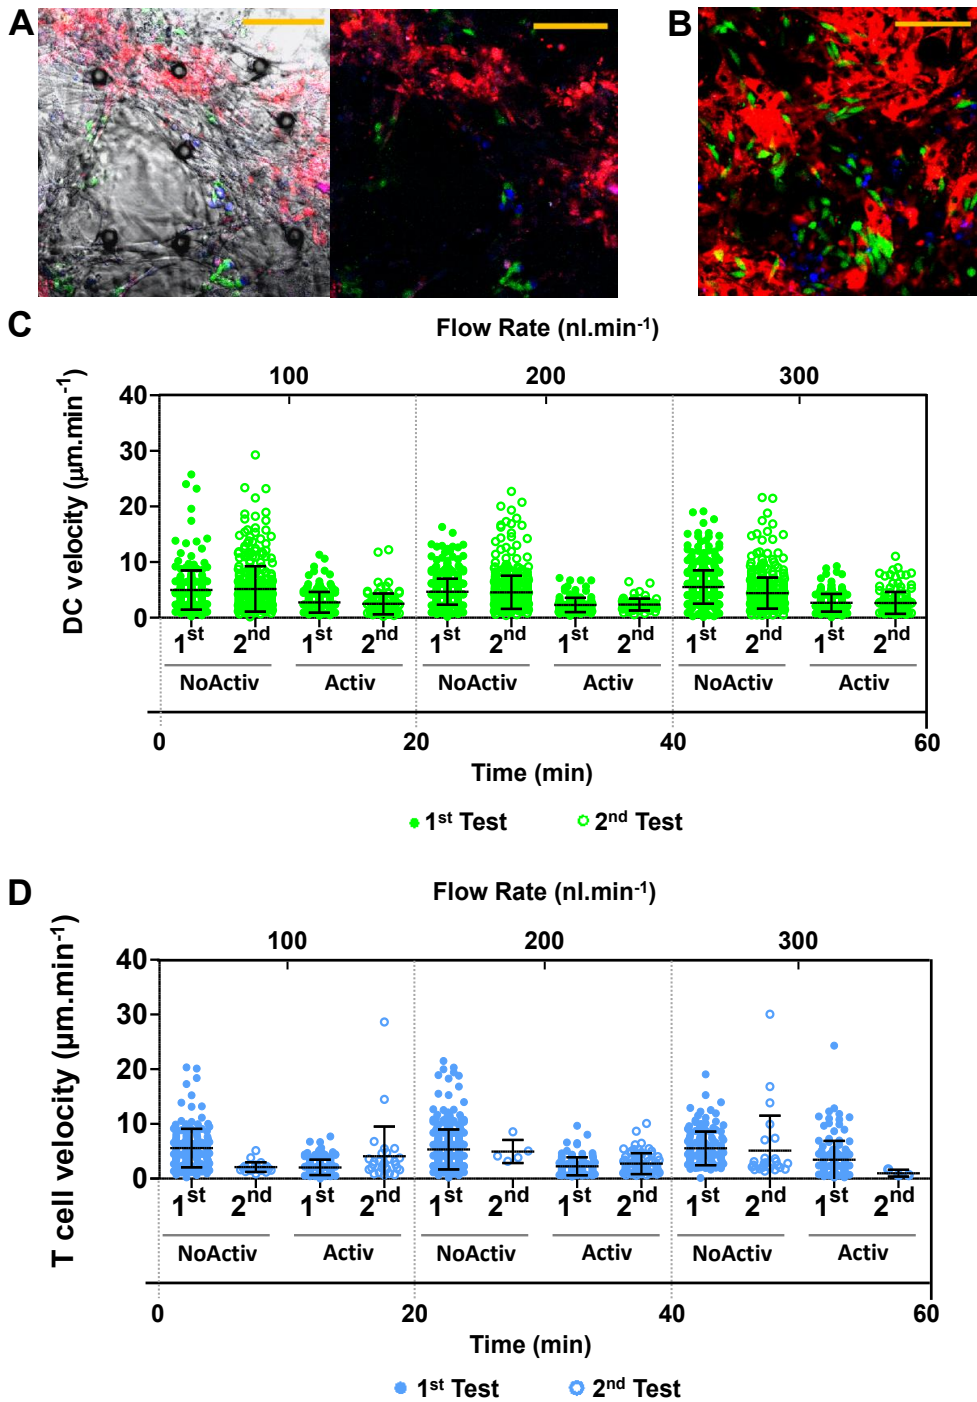 A
B
C
Flow Rate (nl.min-1)
100 200 300
DC velocity (µm.min-1)
40
30
20
10
0
1st 2nd 1st 2nd 1st 2nd 1st 2nd 1st 2nd 1st 2nd
NoActiv Activ NoActiv Activ NoActiv Activ
0 20 40 60
Time (min)
1st Test 2nd Test
D
Flow Rate (nl.min-1)
100 200 300
T cell velocity (µm.min-1)
40
30
20
10
0
1st 2nd 1st 2nd 1st 2nd 1st 2nd 1st 2nd 1st 2nd
NoActiv Activ NoActiv Activ NoActiv Activ
0 20 40 60
Time (min)
1st Test 2nd Test